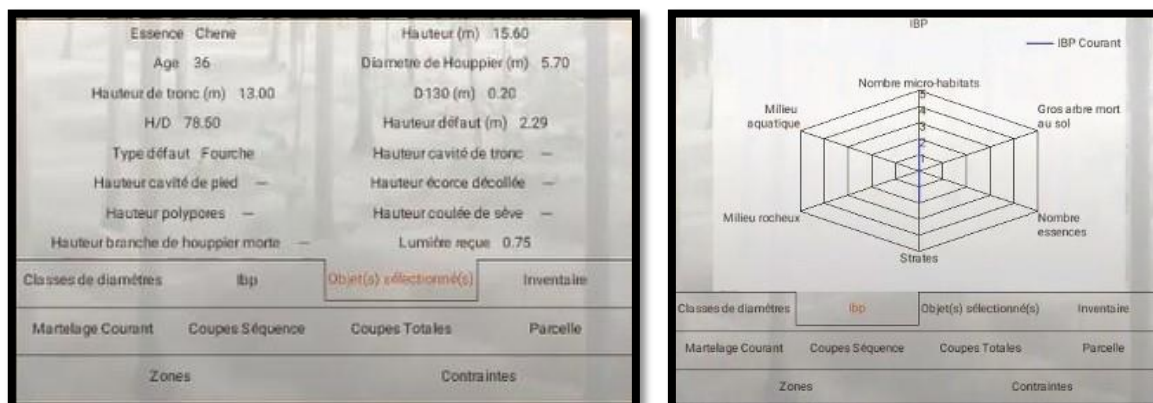 Essence Chene
Hauteur (m) 15.60
Age 36
Diametre de Houppier (m) 5.70
Hauteur de tronc (m) 13.00
D130 (m) 0.20
H/D 78.50
Hauteur défaut (m) 2.29
Type défaut Fourche
Hauteur cavité de tronc —
Hauteur cavité de pied —
Hauteur écorce décollée —
Hauteur polypores —
Hauteur coulée de sève —
Hauteur branche de houppier morte —
Lumière reçue 0.75
Classes de diamètres
Ibp
Objet(s) sélectionné(s)
Inventaire
Martelage Courant
Coupes Séquence
Coupes Totales
Parcelle
Zones
Contraintes
IBP
IBP Courant
Nombre micro-habitats
5
4
3
2
1
Milieu
aquatique
Gros arbre mort
au sol
Milieu rocheux
Nombre
essences
Strates
Classes de diamètres
Ibp
Objet(s) sélectionné(s)
Inventaire
Martelage Courant
Coupes Séquence
Coupes Totales
Parcelle
Zones
Contraintes